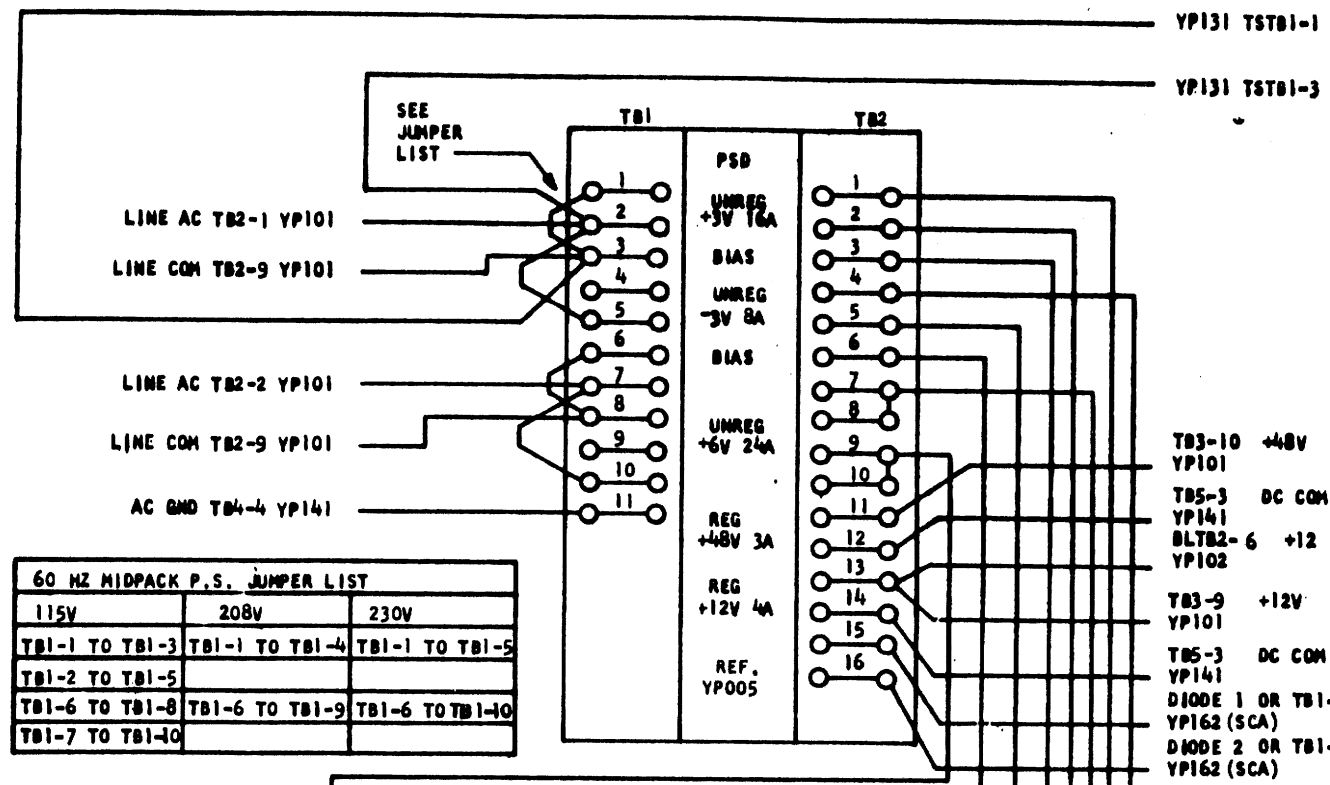 YP131 TSTB1-1
YP131 TSTB1-3
SEE
JUMPER
LIST
TB1
TB2
PSD
UNREG
+3V 16A
BIAS
UNREG
-3V 8A
BIAS
UNREG
+6V 24A
REG
+48V 3A
REG
+12V 4A
REF.
YP005
1
2
3
4
5
6
7
8
9
10
11
1
2
3
4
5
6
7
8
9
10
11
12
13
14
15
16
LINE AC TB2-1 YP101
LINE COM TB2-9 YP101
LINE AC TB2-2 YP101
LINE COM TB2-9 YP101
AC GND TB4-4 YP141
TB3-10 +48V
YP101
TB5-3 DC COM
YP141
BLTB2-6 +12
YP102
TB3-9 +12V
YP101
TB5-3 DC COM
YP141
DIODE 1 OR TB1-
YP162 (SCA)
DIODE 2 OR TB1-
YP162 (SCA)
60 HZ MIDPACK P.S. JUMPER LIST
115V 208V 230V
TB1-1 TO TB1-3 TB1-1 TO TB1-4 TB1-1 TO TB1-5
TB1-2 TO TB1-5
TB1-6 TO TB1-8 TB1-6 TO TB1-9 TB1-6 TO TB1-10
TB1-7 TO TB1-10